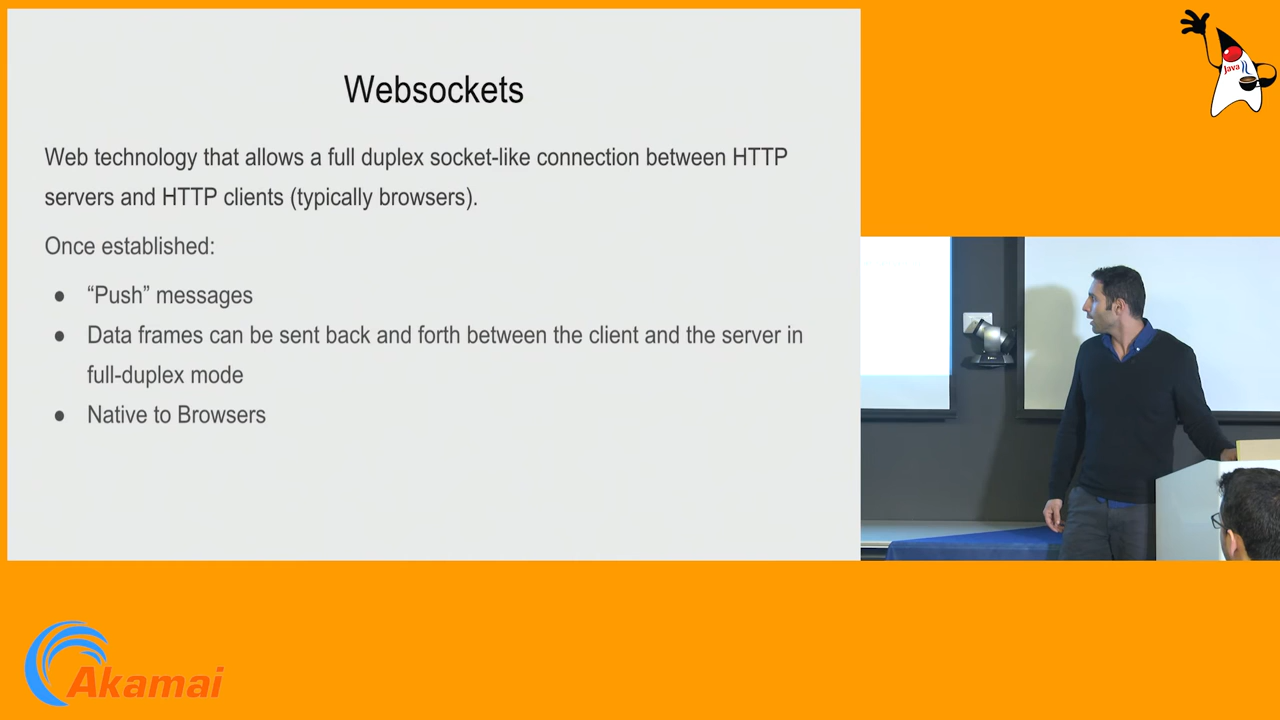 Websockets
Web technology that allows a full duplex socket-like connection between HTTP
servers and HTTP clients (typically browsers).
Once established:
● “Push” messages
● Data frames can be sent back and forth between the client and the server in
full-duplex mode
● Native to Browsers
Java
Akamai